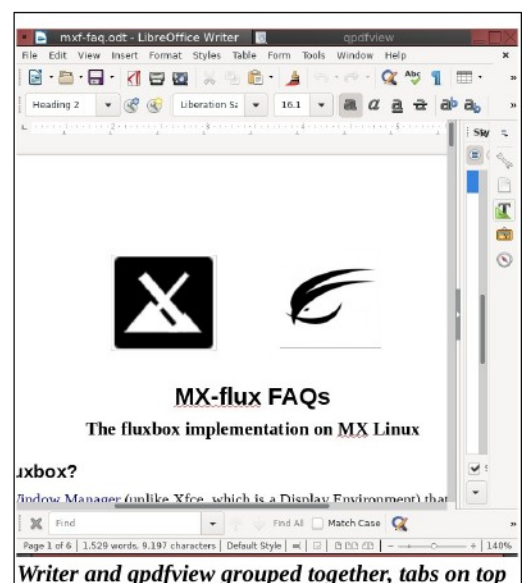 mxf-faq.odt - LibreOffice Writer qpdfview
File Edit View Insert Format Styles Table Form Tools Window Help
Heading 2 Liberation Sa 16.1
MX-flux FAQs
The fluxbox implementation on MX Linux
uxbox?
Window Manager (unlike Xfce, which is a Display Environment) that
Find Find All Match Case
Page 1 of 6 1,529 words, 9,197 characters Default Style 140%
Writer and qpdfview grouped together, tabs on top